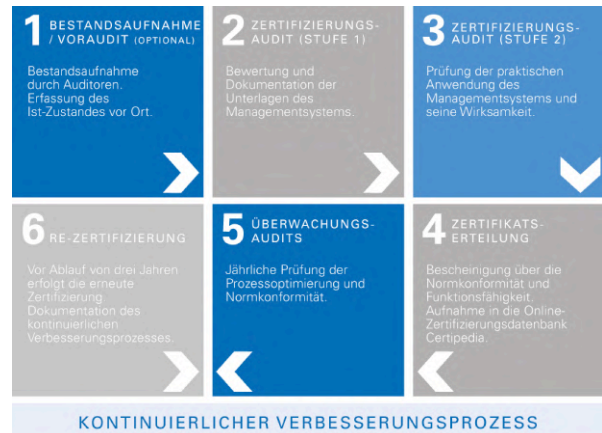 1 BESTANDSAUFNAHME
/ VORAUDIT (OPTIONAL)
Bestandsaufnahme
durch Auditoren.
Erfassung des
Ist-Zustandes vor Ort.
2 ZERTIFIZIERUNGS-
AUDIT (STUFE 1)
Bewertung und
Dokumentation der
Unterlagen des
Managementsystems.
3 ZERTIFIZIERUNGS-
AUDIT (STUFE 2)
Prüfung der praktischen
Anwendung des
Managementsystems und
seine Wirksamkeit.
4 ZERTIFIKATS-
ERTEILUNG
Bescheinigung über die
Normkonformität und
Funktionsfähigkeit.
Aufnahme in die Online-
Zertifizierungsdatenbank
Certipedia.
5 ÜBERWACHUNGS-
AUDITS
Jährliche Prüfung der
Prozessoptimierung und
Normkonformität.
6 RE-ZERTIFIZIERUNG
Vor Ablauf von drei Jahren
erfolgt die erneute
Zertifizierung
Dokumentation des
kontinuierlichen
Verbesserungsprozesses.
KONTINUIERLICHER VERBESSERUNGSPROZESS